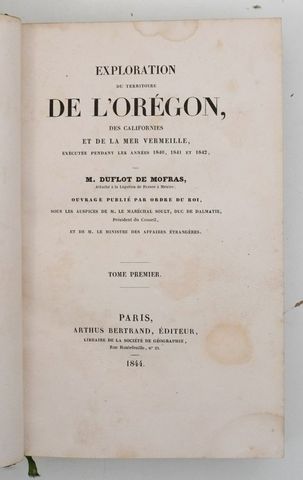 EXPLORATION
DU TERRITOIRE
DE L'ORÉGON,
DES CALIFORNIES
ET DE LA MER VERMEILLE,
EXÉCUTÉE PENDANT LES ANNÉES 1840, 1841 ET 1842,
PAR
M. DUFLOT DE MOFRAS,
Attaché à la Légation de France à Mexico.
OUVRAGE PUBLIÉ PAR ORDRE DU ROI,
SOUS LES AUSPICES DE M. LE MARÉCHAL SOULT, DUC DE DALMATIE,
Président du Conseil,
ET DE M. LE MINISTRE DES AFFAIRES ÉTRANGÈRES.
TOME PREMIER.
PARIS,
ARTHUS BERTRAND, ÉDITEUR,
LIBRAIRE DE LA SOCIÉTÉ DE GÉOGRAPHIE,
Rue Hautefeuille, nº 23.
1844.